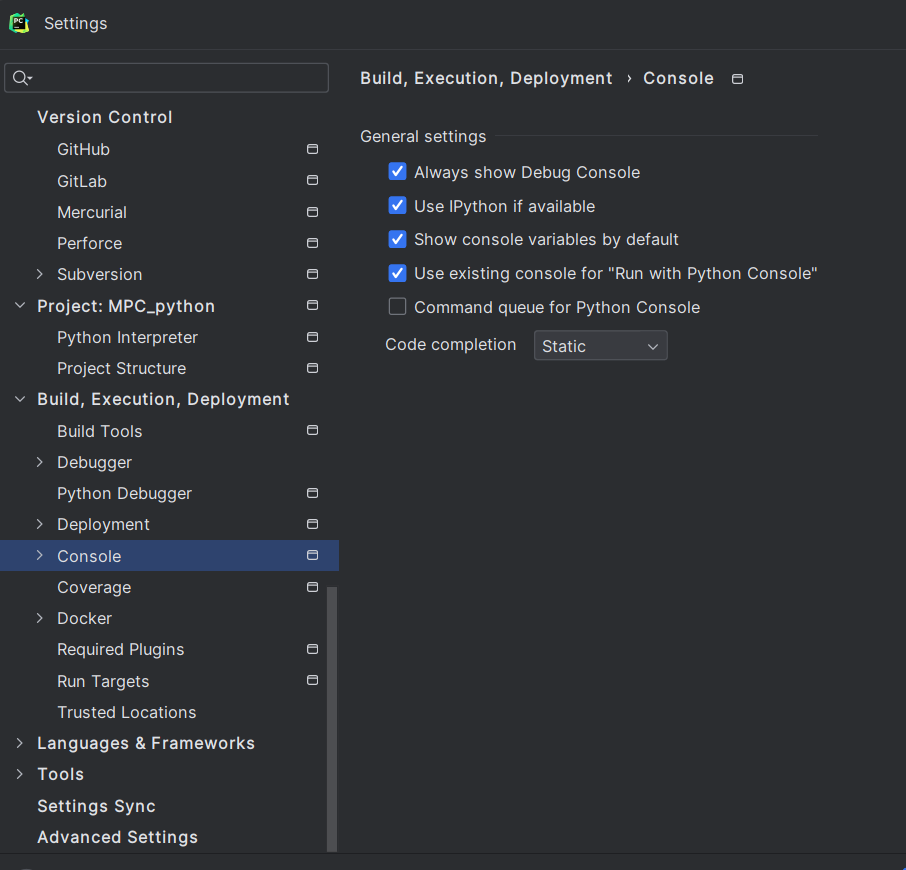 PC
Settings
Version Control
GitHub
GitLab
Mercurial
Perforce
Subversion
Project: MPC_python
Python Interpreter
Project Structure
Build, Execution, Deployment
Build Tools
Debugger
Python Debugger
Deployment
Console
Coverage
Docker
Required Plugins
Run Targets
Trusted Locations
Languages & Frameworks
Tools
Settings Sync
Advanced Settings
Build, Execution, Deployment › Console
General settings
Always show Debug Console
Use IPython if available
Show console variables by default
Use existing console for "Run with Python Console"
Command queue for Python Console
Code completion Static